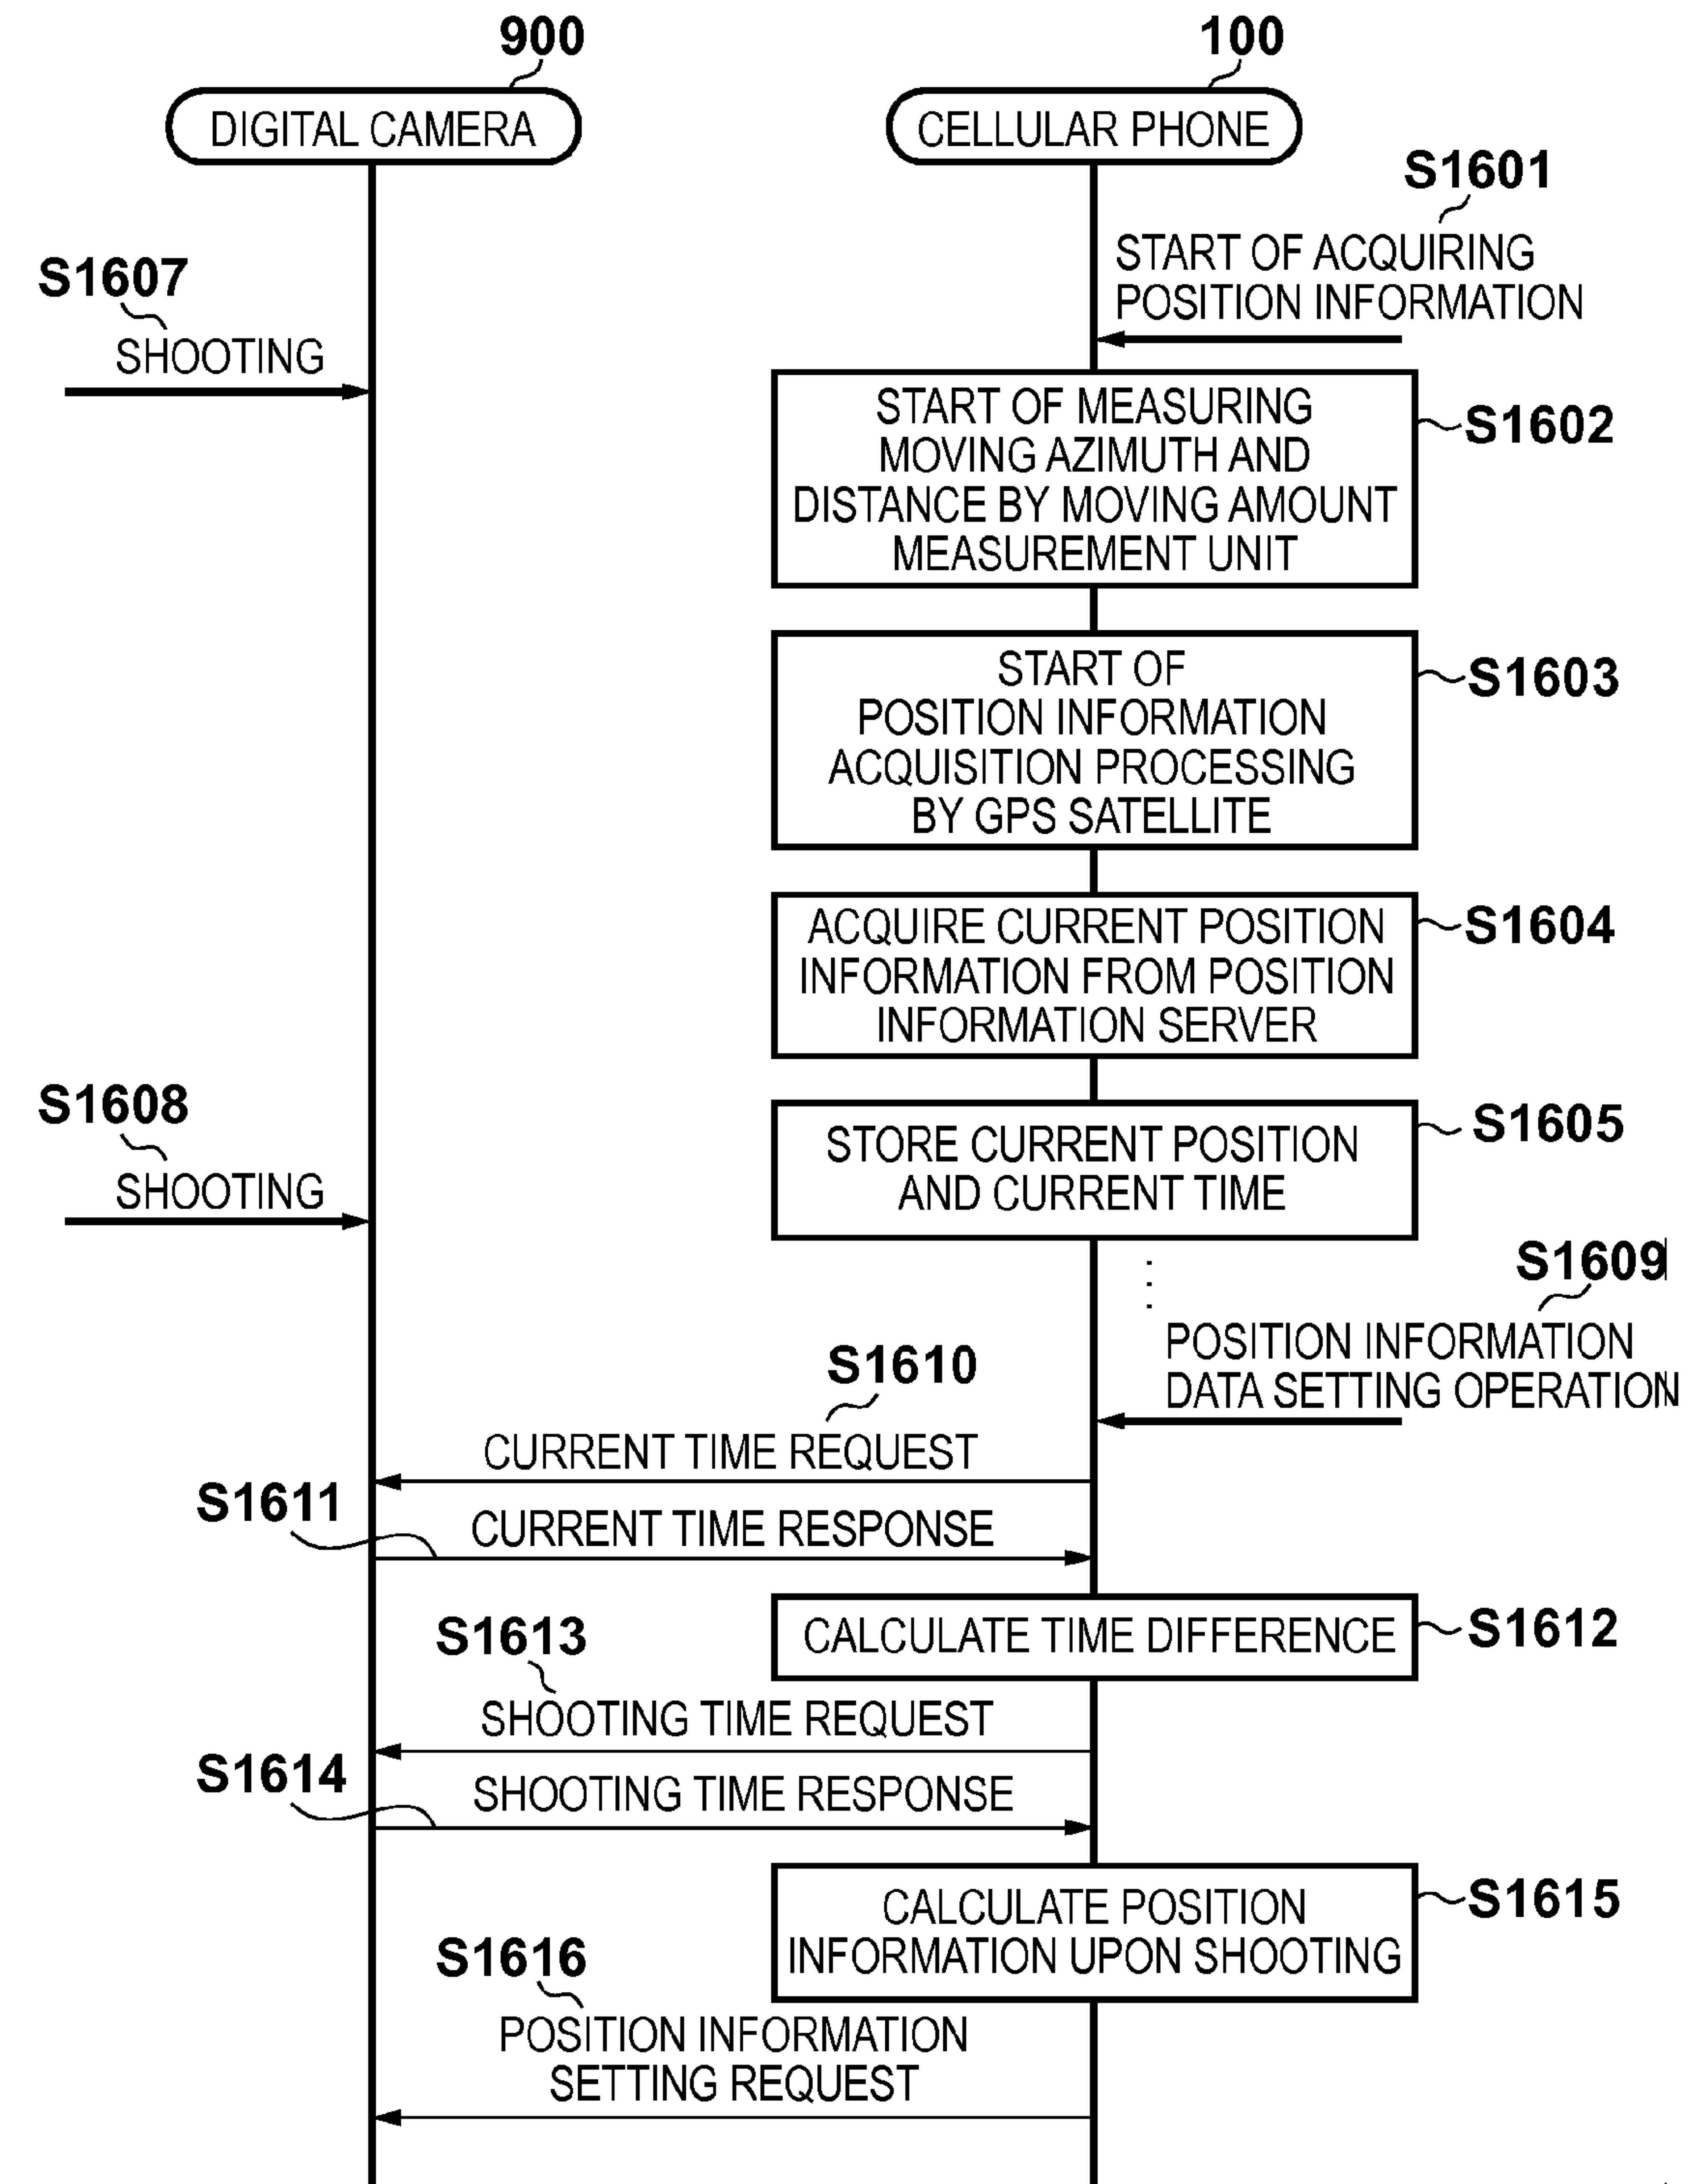 900
100
DIGITAL CAMERA
CELLULAR PHONE
S1601
START OF ACQUIRING
POSITION INFORMATION
S1607
SHOOTING
START OF MEASURING
MOVING AZIMUTH AND
DISTANCE BY MOVING AMOUNT
MEASUREMENT UNIT
S1602
START OF
POSITION INFORMATION
ACQUISITION PROCESSING
BY GPS SATELLITE
S1603
ACQUIRE CURRENT POSITION
INFORMATION FROM POSITION
INFORMATION SERVER
S1604
S1608
SHOOTING
STORE CURRENT POSITION
AND CURRENT TIME
S1605
S1609
POSITION INFORMATION
DATA SETTING OPERATION
S1610
CURRENT TIME REQUEST
S1611
CURRENT TIME RESPONSE
CALCULATE TIME DIFFERENCE
S1612
S1613
SHOOTING TIME REQUEST
S1614
SHOOTING TIME RESPONSE
CALCULATE POSITION
INFORMATION UPON SHOOTING
S1615
S1616
POSITION INFORMATION
SETTING REQUEST